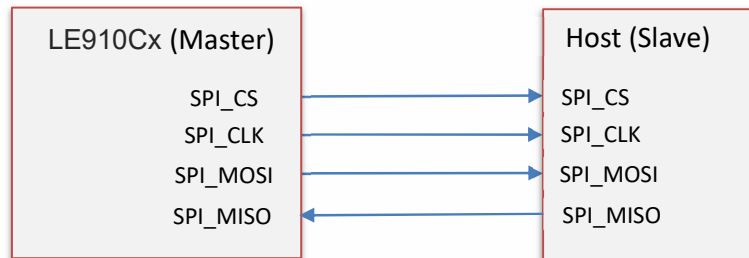 LE910Cx (Master)
Host (Slave)
SPI_CS
SPI_CS
SPI_CLK
SPI_CLK
SPI_MOSI
SPI_MOSI
SPI_MISO
SPI_MISO